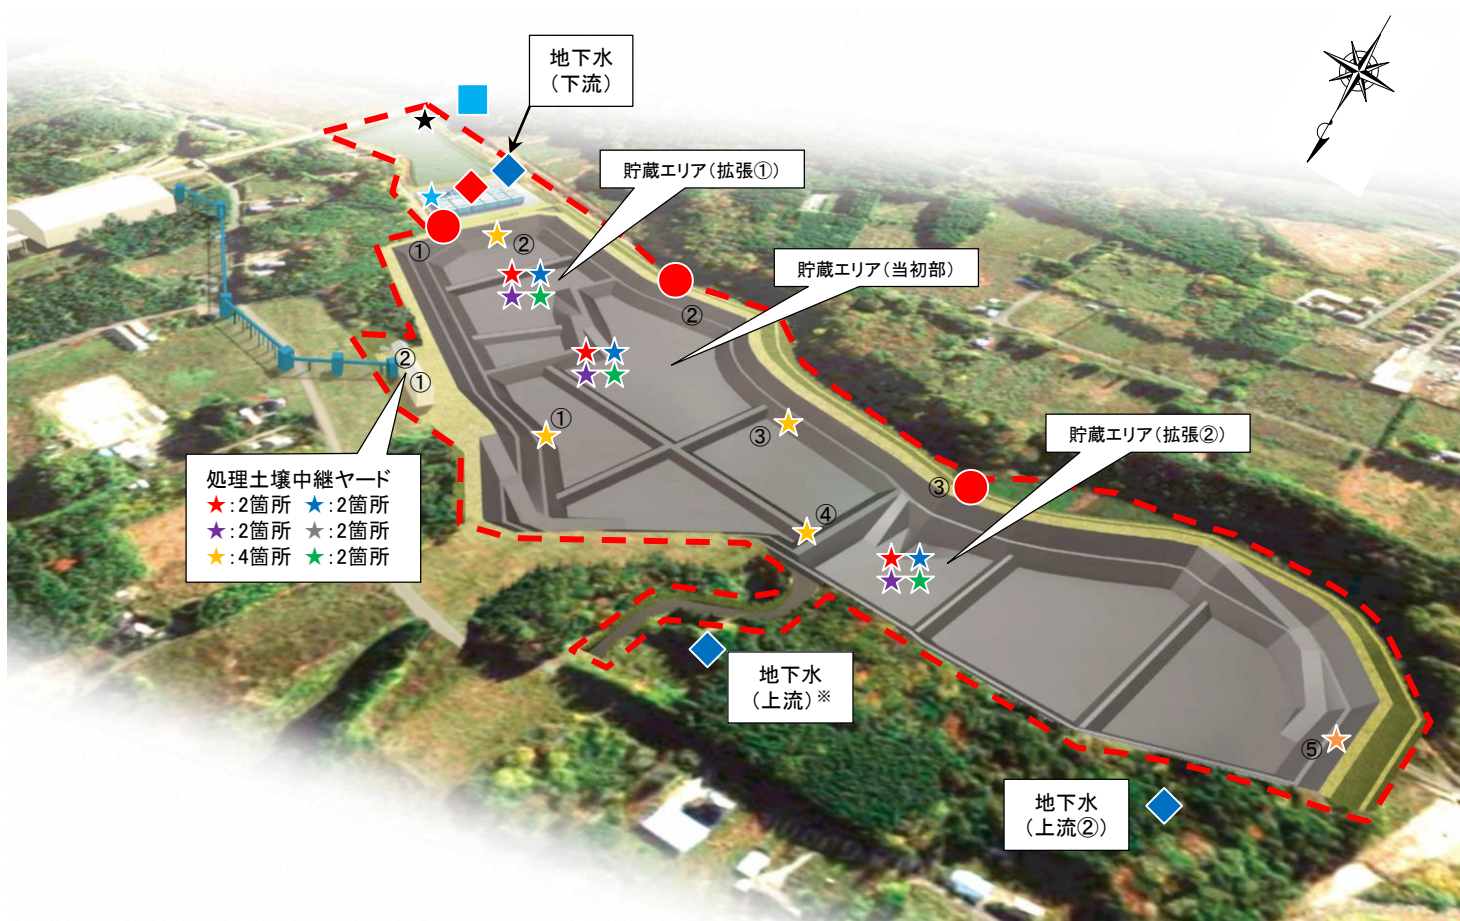 地下水
（下流）
貯蔵エリア（拡張①）
①
②
貯蔵エリア（当初部）
②
②
①
①
③
貯蔵エリア（拡張②）
処理土壌中継ヤード
★:2箇所 ★:2箇所
★:2箇所 ★:2箇所
★:4箇所 ★:2箇所
③
④
地下水
（上流）※
⑤
地下水
（上流②）